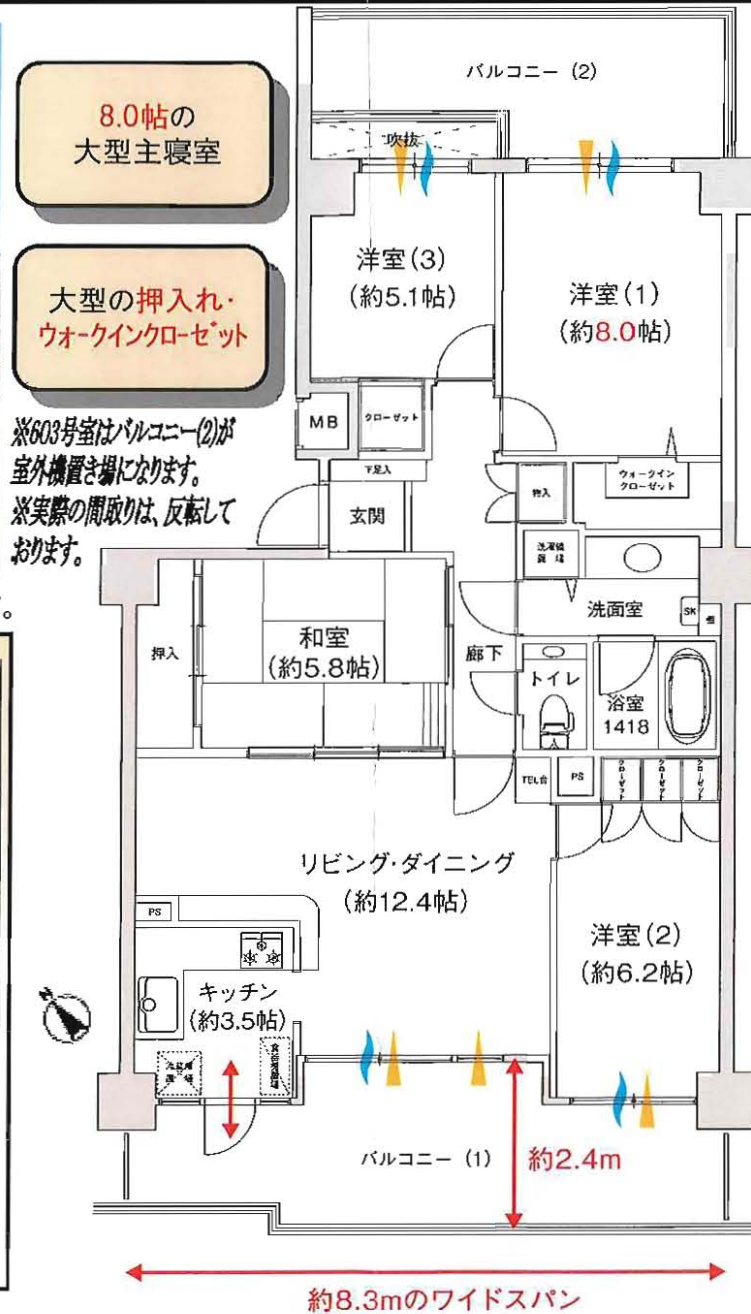 8.0帖の
大型主寝室
大型の押入れ・
ウォークインクローゼット
※603号室はバルコニー(2)が
室外機置き場になります。
※実際の間取りは、反転して
おります。
。
バルコニー (2)
吹抜
洋室(3)
(約5.1帖)
洋室(1)
(約8.0帖)
MB
クローゼット
下足入
玄関
物入
ウォークイン
クローゼット
洗濯機
置場
洗面室
SK
押入
和室
(約5.8帖)
廊下
トイレ
浴室
1418
TEL台
PS
クローゼット
クローゼット
クローゼット
リビング・ダイニング
(約12.4帖)
PS
キッチン
(約3.5帖)
冷蔵庫
置場
食器棚置場
洋室(2)
(約6.2帖)
バルコニー (1)
約2.4m
約8.3mのワイドスパン